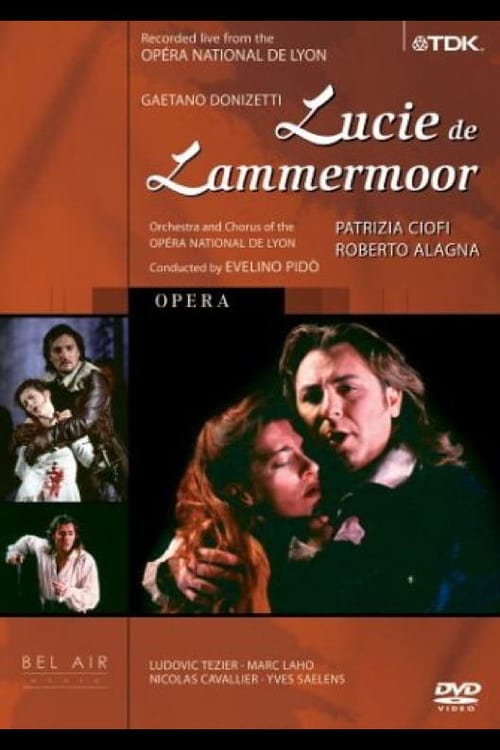 Recorded live from the
OPÉRA NATIONAL DE LYON
TDK
GAETANO DONIZETTI
Lucie de
Lammermoor
Orchestra and Chorus of the
OPÉRA NATIONAL DE LYON
Conducted by EVELINO PIDÒ
PATRIZIA CIOFI
ROBERTO ALAGNA
OPERA
BEL AIR
LUDOVIC TEZIER · MARC LAHO
NICOLAS CAVALLIER · YVES SAELENS
DVD
VIDEO